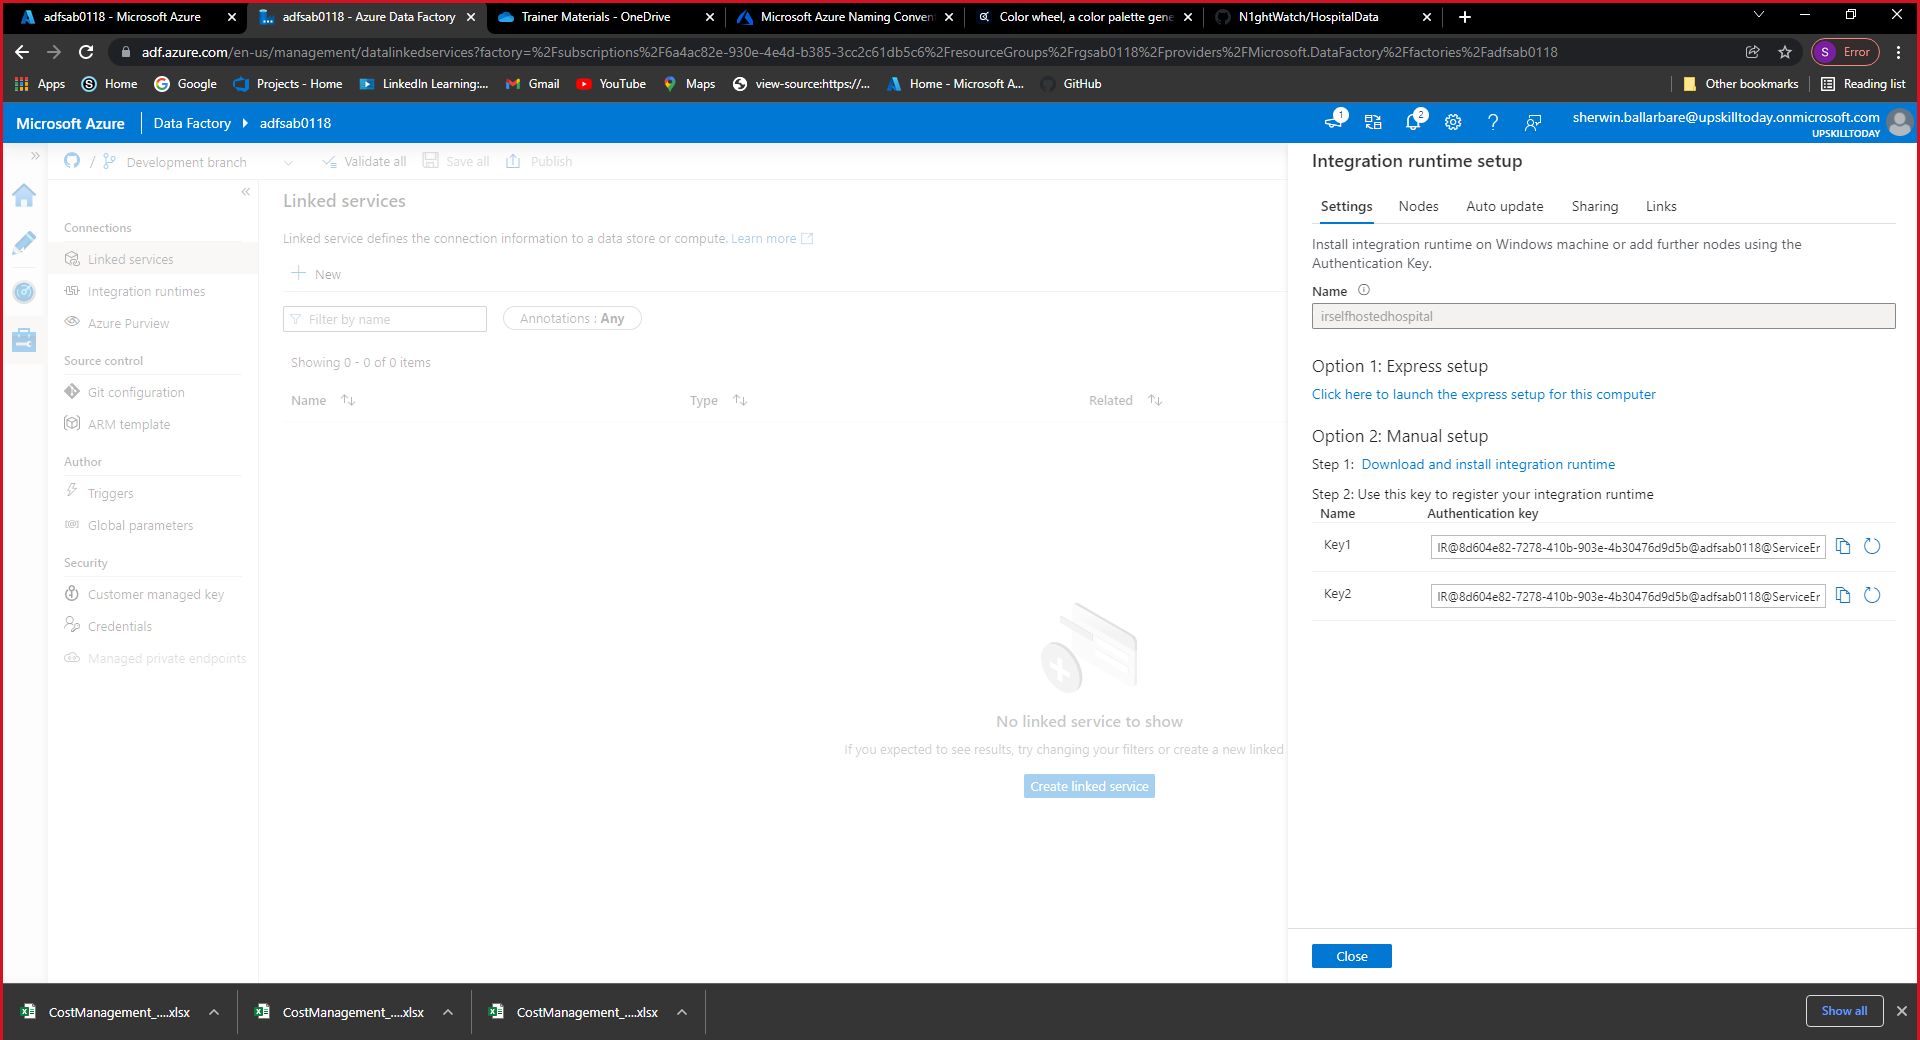 adfsab0118 - Microsoft Azure
adfsab0118 - Azure Data Factory
Trainer Materials - OneDrive
Microsoft Azure Naming Conven
Color wheel, a color palette gene
N1ghtWatch/HospitalData
adf.azure.com/en-us/management/datalinkedservices?factory=%2Fsubscriptions%2F6a4ac82e-930e-4e4d-b385-3cc2c61db5c6%2FresourceGroups%2Frgsab0118%2Fproviders%2FMicrosoft.DataFactory%2Ffactories%2Fadfsab0118
S Error
Apps
Home
Google
Projects - Home
LinkedIn Learning:...
Gmail
YouTube
Maps
view-source:https://...
Home - Microsoft A...
GitHub
Other bookmarks
Reading list
Microsoft Azure
Data Factory
adfsab0118
1
2
sherwin.ballarbare@upskilltoday.onmicrosoft.com
UPSKILLTODAY
/ Development branch
Validate all
Save all
Publish
Connections
Linked services
Integration runtimes
Azure Purview
Source control
Git configuration
ARM template
Author
Triggers
Global parameters
Security
Customer managed key
Credentials
Managed private endpoints
Linked services
Linked service defines the connection information to a data store or compute. Learn more
New
Filter by name
Annotations : Any
Showing 0 - 0 of 0 items
Name
Type
Related
No linked service to show
If you expected to see results, try changing your filters or create a new linked
Create linked service
Integration runtime setup
Settings
Nodes
Auto update
Sharing
Links
Install integration runtime on Windows machine or add further nodes using the
Authentication Key.
Name
irselfhostedhospital
Option 1: Express setup
Click here to launch the express setup for this computer
Option 2: Manual setup
Step 1: Download and install integration runtime
Step 2: Use this key to register your integration runtime
Name
Authentication key
Key1
IR@8d604e82-7278-410b-903e-4b30476d9d5b@adfsab0118@ServiceEr
Key2
IR@8d604e82-7278-410b-903e-4b30476d9d5b@adfsab0118@ServiceEr
Close
CostManagement_....xlsx
CostManagement_....xlsx
CostManagement_....xlsx
Show all